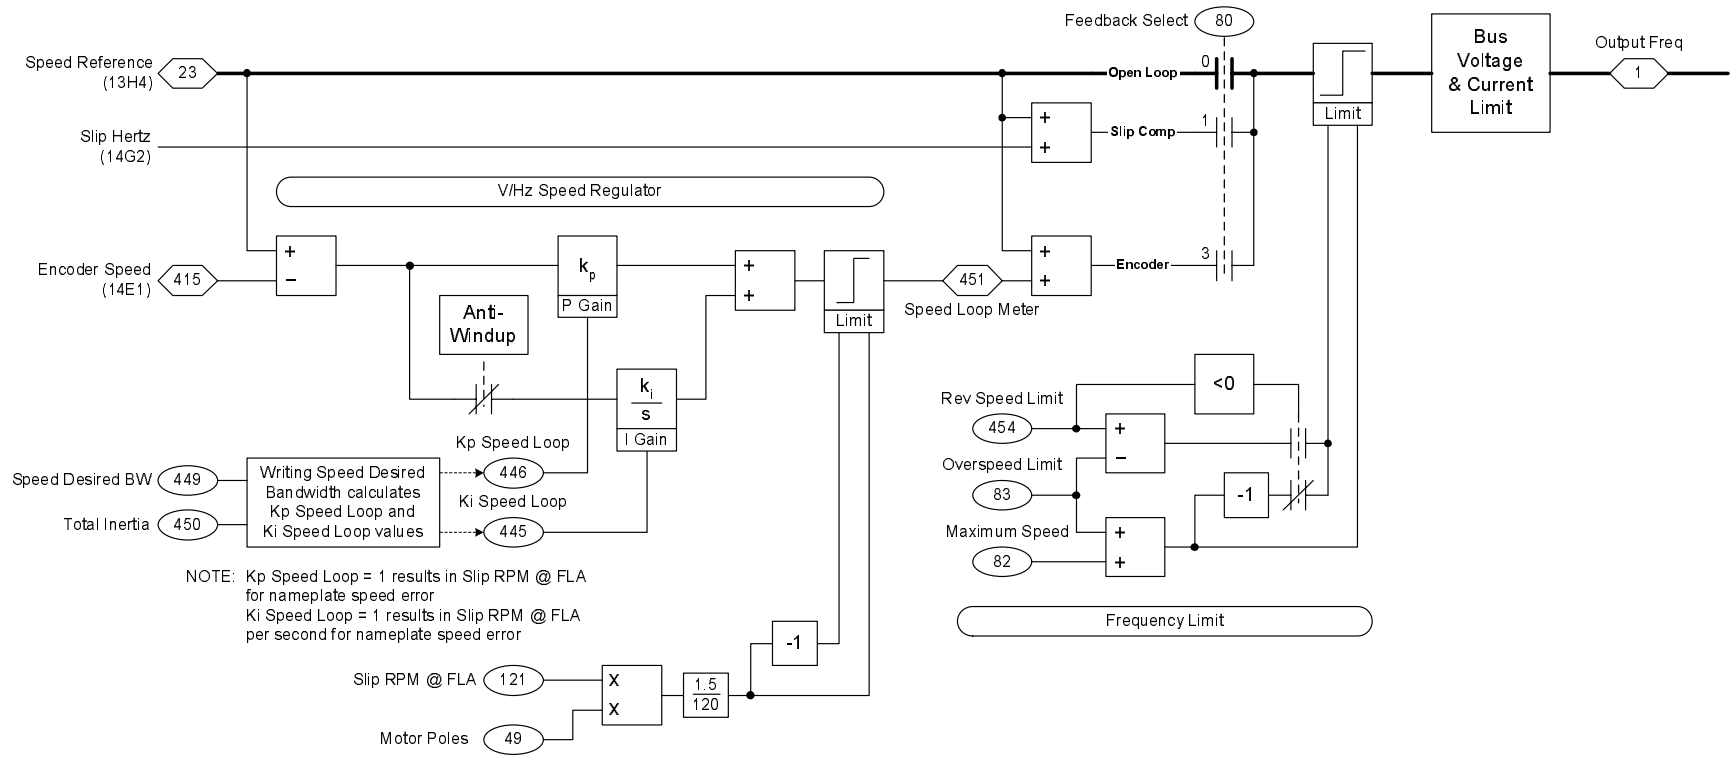 Feedback Select
80
Speed Reference
(13H4)
23
0
Open Loop
Limit
Bus
Voltage
& Current
Limit
Output Freq
1
Slip Hertz
(14G2)
+
+
Slip Comp
1
V/Hz Speed Regulator
Encoder Speed
(14E1)
415
+
−
kp
P Gain
+
+
Limit
451
Speed Loop Meter
+
+
Encoder
3
Anti-
Windup
ki
s
I Gain
Kp Speed Loop
446
Ki Speed Loop
445
Speed Desired BW
449
Total Inertia
450
Writing Speed Desired
Bandwidth calculates
Kp Speed Loop and
Ki Speed Loop values
NOTE: Kp Speed Loop = 1 results in Slip RPM @ FLA
for nameplate speed error
Ki Speed Loop = 1 results in Slip RPM @ FLA
per second for nameplate speed error
<0
Rev Speed Limit
454
+
−
Overspeed Limit
83
-1
Maximum Speed
82
+
+
Frequency Limit
-1
Slip RPM @ FLA
121
X
X
1.5
120
Motor Poles
49